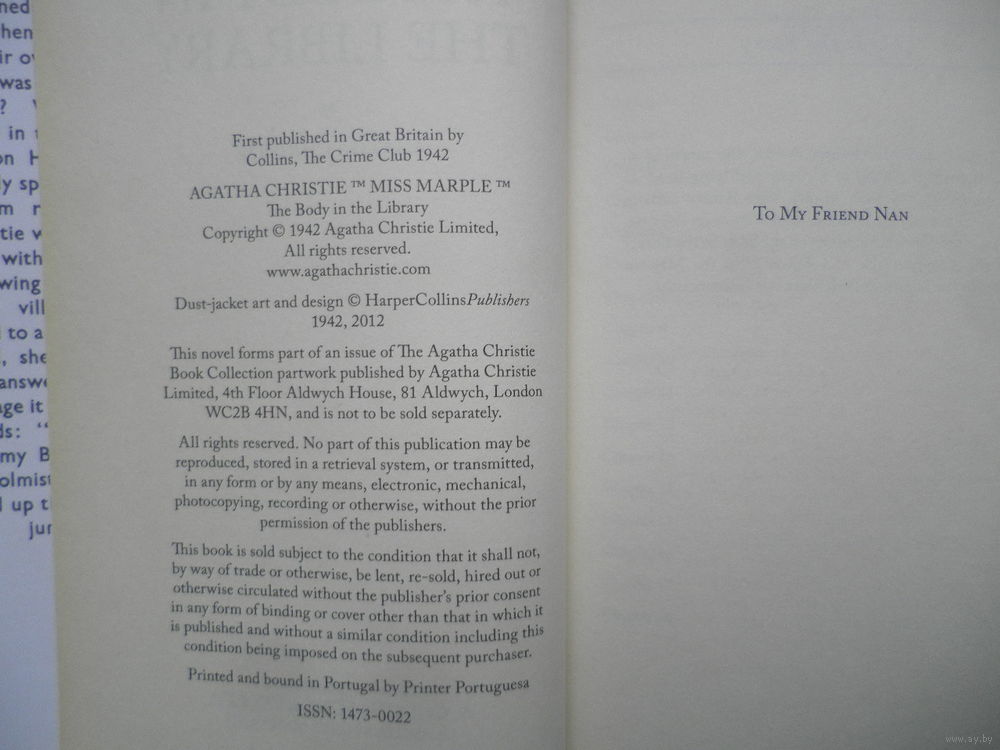 THE LIBRARY
First published in Great Britain by
Collins, The Crime Club 1942
AGATHA CHRISTIE ™ MISS MARPLE ™
The Body in the Library
Copyright © 1942 Agatha Christie Limited,
All rights reserved.
www.agathachristie.com
Dust-jacket art and design © HarperCollinsPublishers
1942, 2012
This novel forms part of an issue of The Agatha Christie
Book Collection partwork published by Agatha Christie
Limited, 4th Floor Aldwych House, 81 Aldwych, London
WC2B 4HN, and is not to be sold separately.
All rights reserved. No part of this publication may be
reproduced, stored in a retrieval system, or transmitted,
in any form or by any means, electronic, mechanical,
photocopying, recording or otherwise, without the prior
permission of the publishers.
This book is sold subject to the condition that it shall not,
by way of trade or otherwise, be lent, re-sold, hired out or
otherwise circulated without the publisher's prior consent
in any form of binding or cover other than that in which it
is published and without a similar condition including this
condition being imposed on the subsequent purchaser.
Printed and bound in Portugal by Printer Portuguesa
ISSN: 1473-0022
To My Friend Nan
www.ay.by